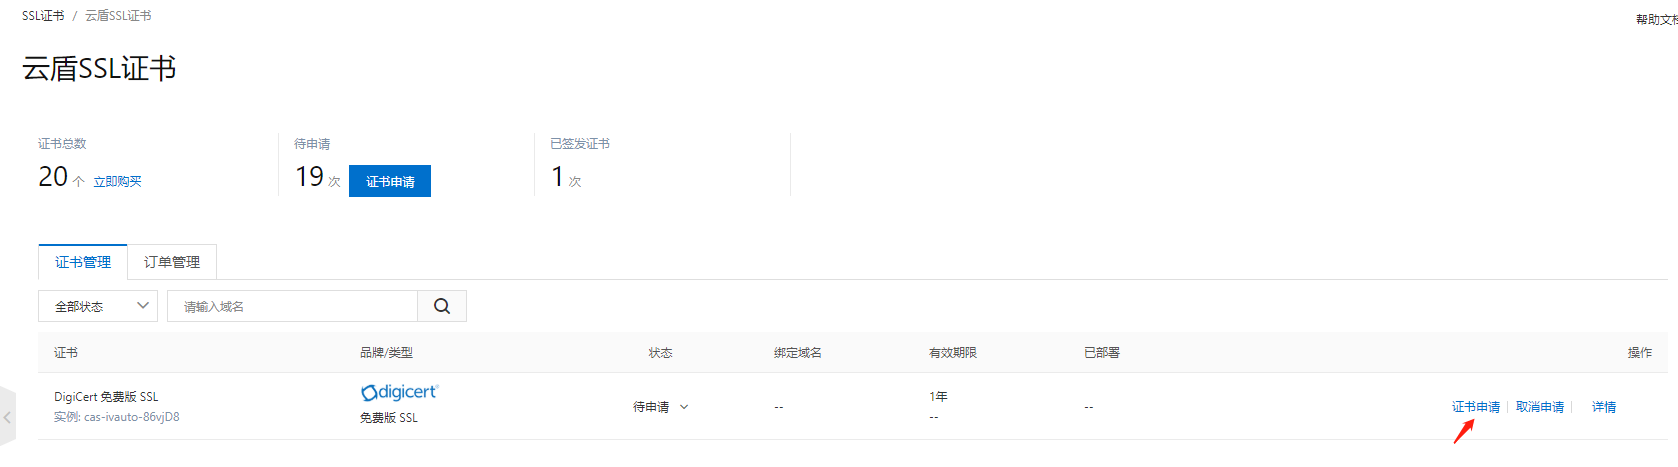 SSL证书 / 云盾SSL证书
帮助文档
云盾SSL证书
证书总数
待申请
已签发证书
20 个 立即购买
19 次 证书申请
1 次
证书管理 订单管理
全部状态 请输入域名
证书 品牌/类型 状态 绑定域名 有效期限 已部署 操作
DigiCert 免费版 SSL
实例: cas-ivauto-86vjD8
digicert®
免费版 SSL
待申请
--
1年
--
--
证书申请 取消申请 详情